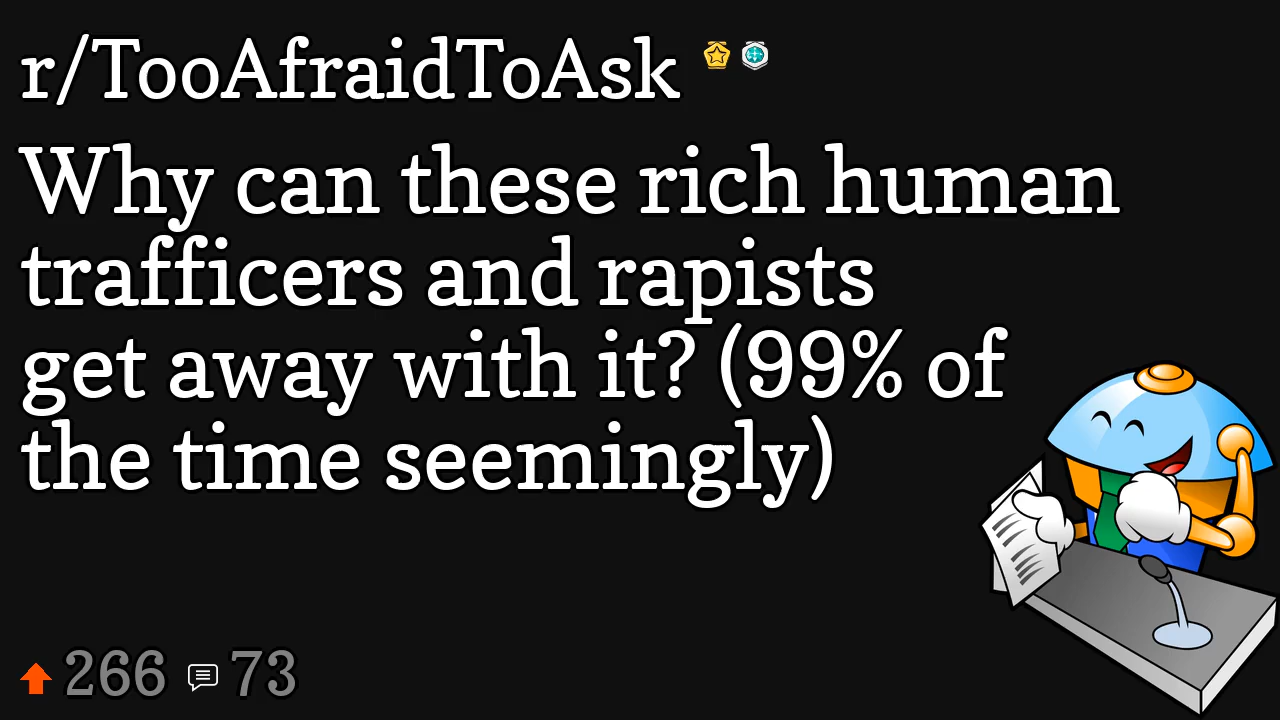 r/TooAfraidToAsk
Why can these rich human
trafficers and rapists
get away with it? (99% of
the time seemingly)
266 73